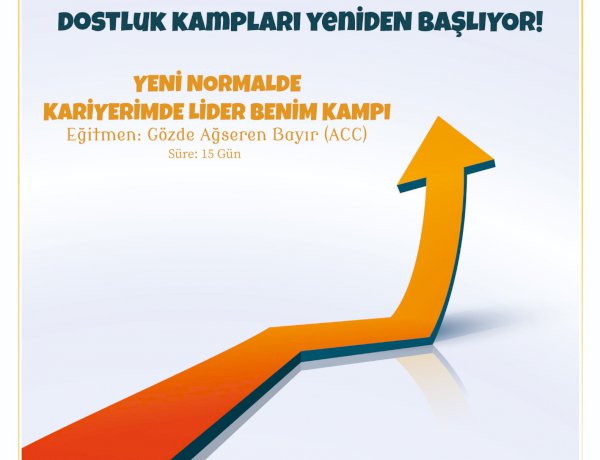 DOSTLUK KAMPLARI YENİDEN BAŞLIYOR!
YENİ NORMALDE
KARİYERİMDE LİDER BENİM KAMPI
Eğitmen: Gözde Ağseren Bayır (ACC)
Süre: 15 Gün